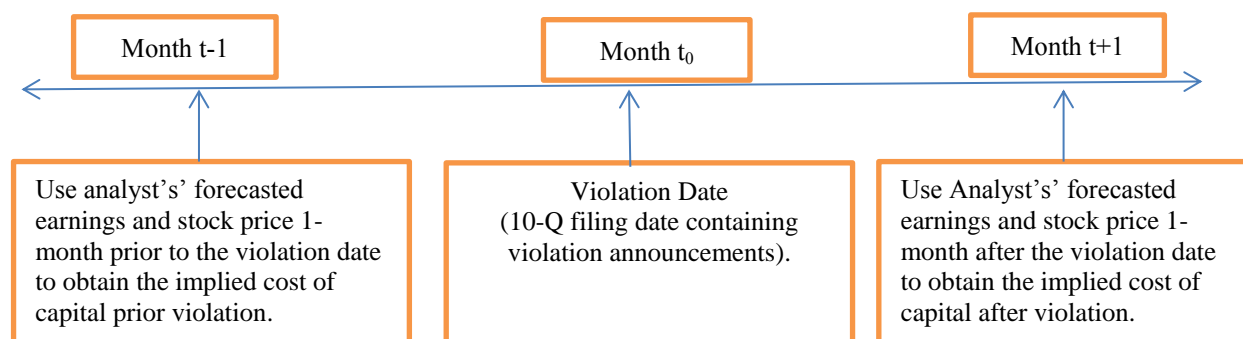 Month t-1
Month t₀
Month t+1
Use analyst's' forecasted
earnings and stock price 1-
month prior to the violation date
to obtain the implied cost of
capital prior violation.
Violation Date
(10-Q filing date containing
violation announcements).
Use Analyst's' forecasted
earnings and stock price 1-
month after the violation date
to obtain the implied cost of
capital after violation.